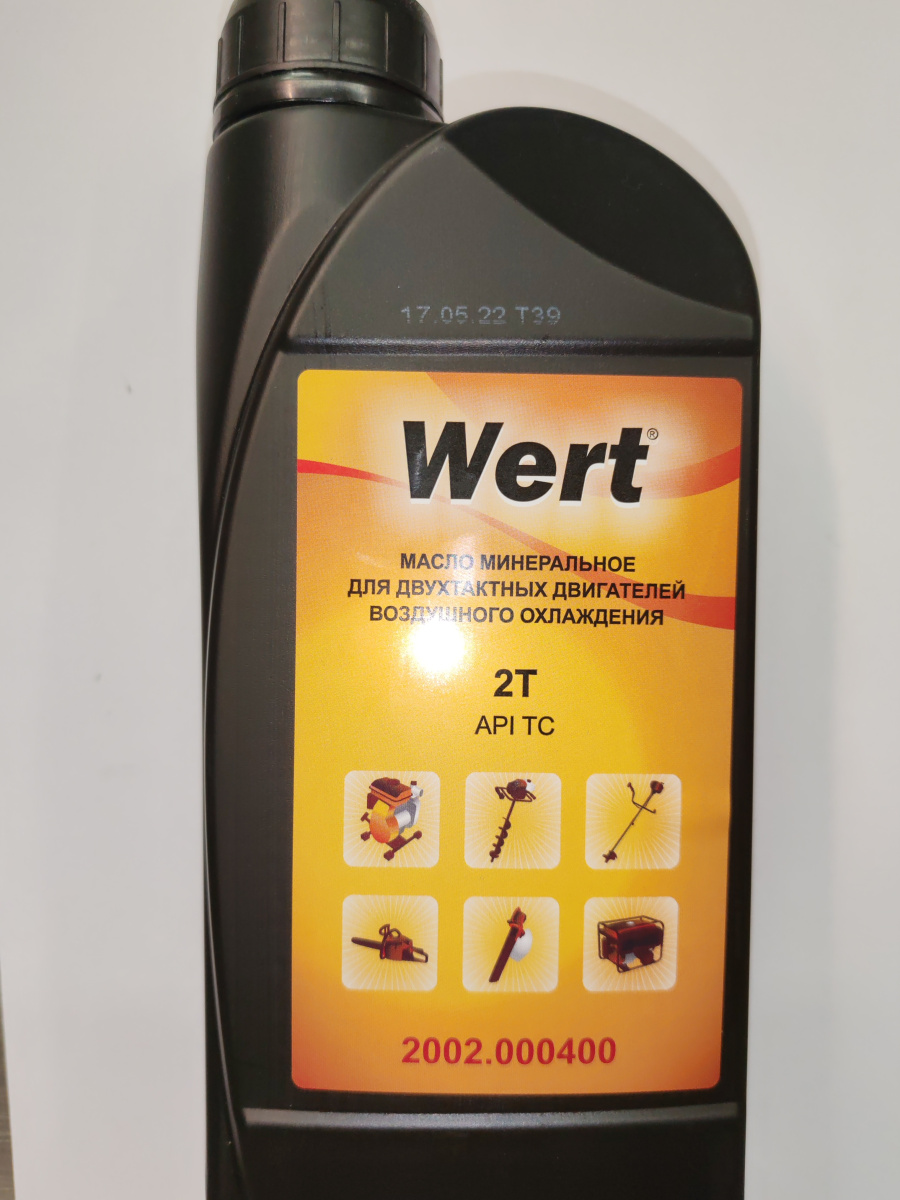 17.05.22 T39
Wert®
МАСЛО МИНЕРАЛЬНОЕ
ДЛЯ ДВУХТАКТНЫХ ДВИГАТЕЛЕЙ
ВОЗДУШНОГО ОХЛАЖДЕНИЯ
2T
API TC
2002.000400